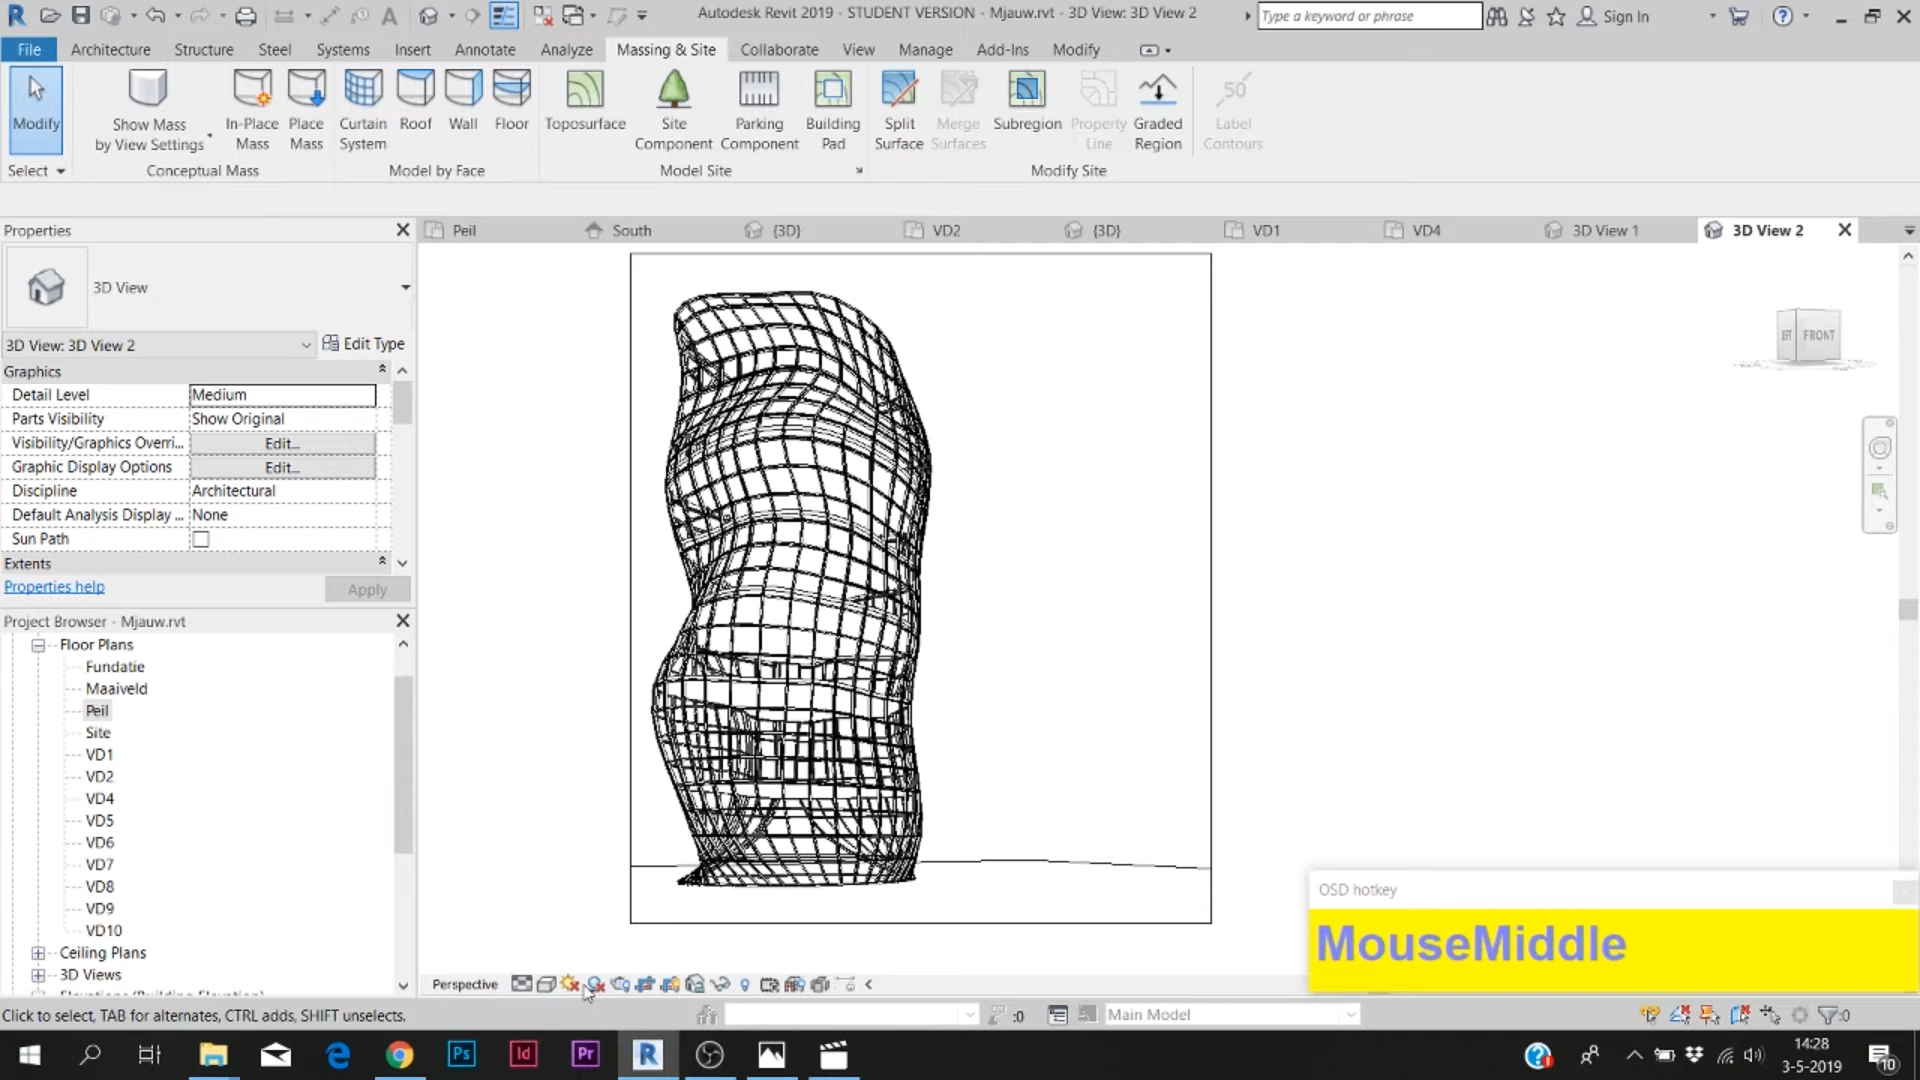 Autodesk Revit 2019 - STUDENT VERSION - Mjauw.rvt - 3D View: 3D View 2
Type a keyword or phrase
Sign In
File Architecture Structure Steel Systems Insert Annotate Analyze Massing & Site Collaborate View Manage Add-Ins Modify
Modify
Show Mass
by View Settings
In-Place
Mass
Place
Mass
Curtain
System
Roof
Wall
Floor
Toposurface
Site
Component
Parking
Component
Building
Pad
Split
Surface
Merge
Surfaces
Subregion
Property
Line
Graded
Region
50
Label
Contours
Select
Conceptual Mass
Model by Face
Model Site
Modify Site
Properties
Peil
South
{3D}
VD2
{3D}
VD1
VD4
3D View 1
3D View 2
3D View
3D View: 3D View 2
Edit Type
Graphics
Detail Level Medium
Parts Visibility Show Original
Visibility/Graphics Overri... Edit...
Graphic Display Options Edit...
Discipline Architectural
Default Analysis Display ... None
Sun Path
Extents
Properties help
Apply
FRONT
Project Browser - Mjauw.rvt
Floor Plans
Fundatie
Maaiveld
Peil
Site
VD1
VD2
VD4
VD5
VD6
VD7
VD8
VD9
VD10
Ceiling Plans
3D Views
Elevations (Building Elevation)
OSD hotkey
MouseMiddle
Perspective
Click to select, TAB for alternates, CTRL adds, SHIFT unselects.
:0
Main Model
:0
Ps
Id
Pr
R
14:28
3-5-2019
10